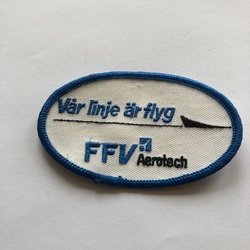 Vår linje är flyg
FFV Aerotech